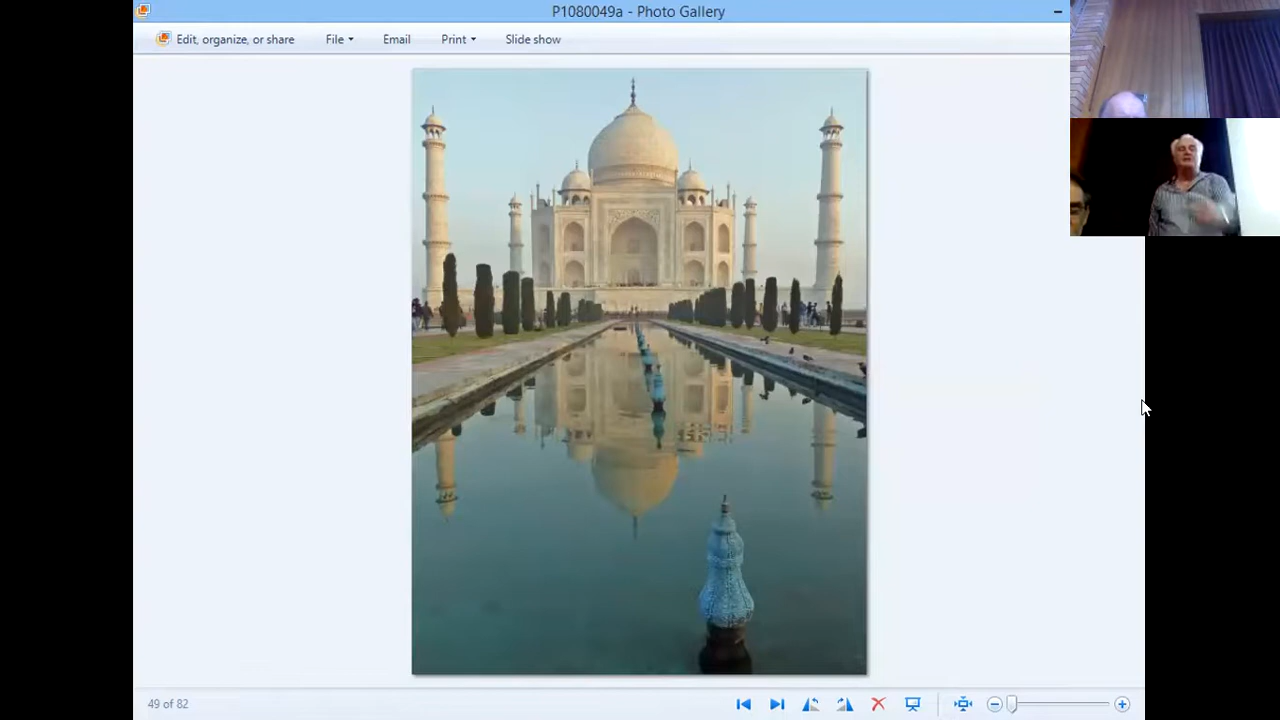 P1080049a - Photo Gallery
Edit, organize, or share File Email Print Slide show
49 of 82